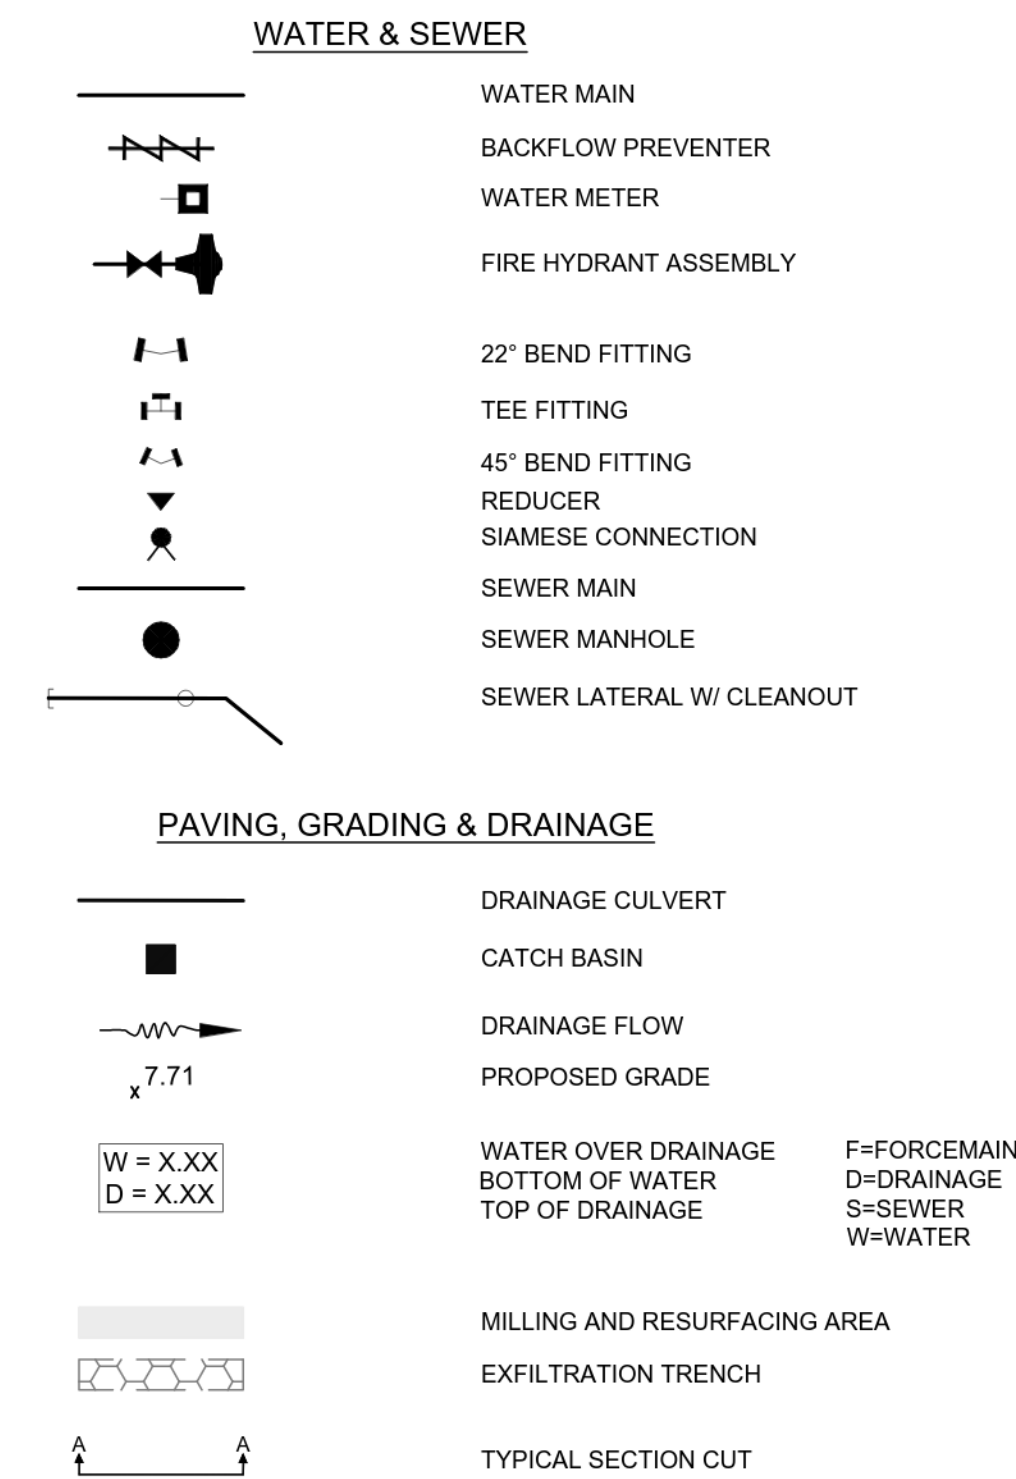 WATER & SEWER
WATER MAIN
BACKFLOW PREVENTER
WATER METER
FIRE HYDRANT ASSEMBLY
22° BEND FITTING
TEE FITTING
45° BEND FITTING
REDUCER
SIAMESE CONNECTION
SEWER MAIN
SEWER MANHOLE
SEWER LATERAL W/ CLEANOUT
PAVING, GRADING & DRAINAGE
DRAINAGE CULVERT
CATCH BASIN
DRAINAGE FLOW
x 7.71 PROPOSED GRADE
W = X.XX
D = X.XX
WATER OVER DRAINAGE
BOTTOM OF WATER
TOP OF DRAINAGE
F=FORCEMAIN
D=DRAINAGE
S=SEWER
W=WATER
MILLING AND RESURFACING AREA
EXFILTRATION TRENCH
A A TYPICAL SECTION CUT